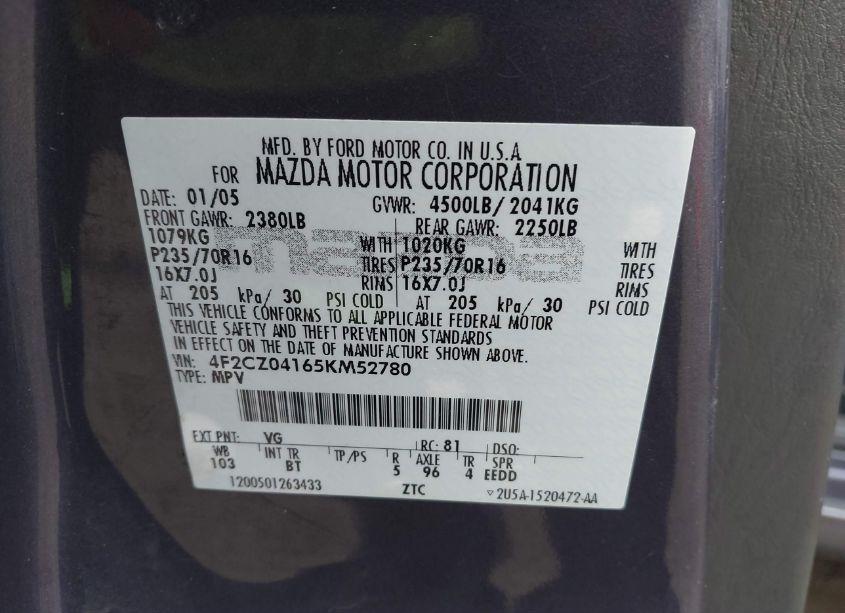 MFD. BY FORD MOTOR CO. IN U.S.A
FOR MAZDA MOTOR CORPORATION
DATE: 01/05 GVWR: 4500LB/ 2041KG
FRONT GAWR: 2380LB REAR GAWR: 2250LB
1079KG WITH 1020KG WITH
P235/70R16 TIRES P235/70R16 TIRES
16X7.0J RIMS 16X7.0J RIMS
AT 205 kPa/ 30 PSI COLD AT 205 kPa/ 30 PSI COLD
THIS VEHICLE CONFORMS TO ALL APPLICABLE FEDERAL MOTOR
VEHICLE SAFETY AND THEFT PREVENTION STANDARDS
IN EFFECT ON THE DATE OF MANUFACTURE SHOWN ABOVE.
VIN: 4F2CZ04165KM52780
TYPE: MPV
EXT PNT: VG RC: 81 DSO:
WB INT TR TP/PS R AXLE TR SPR
103 BT 5 96 4 EEDD
1200501263433 ZTC ▽2U5A-1520472-AA
mazda